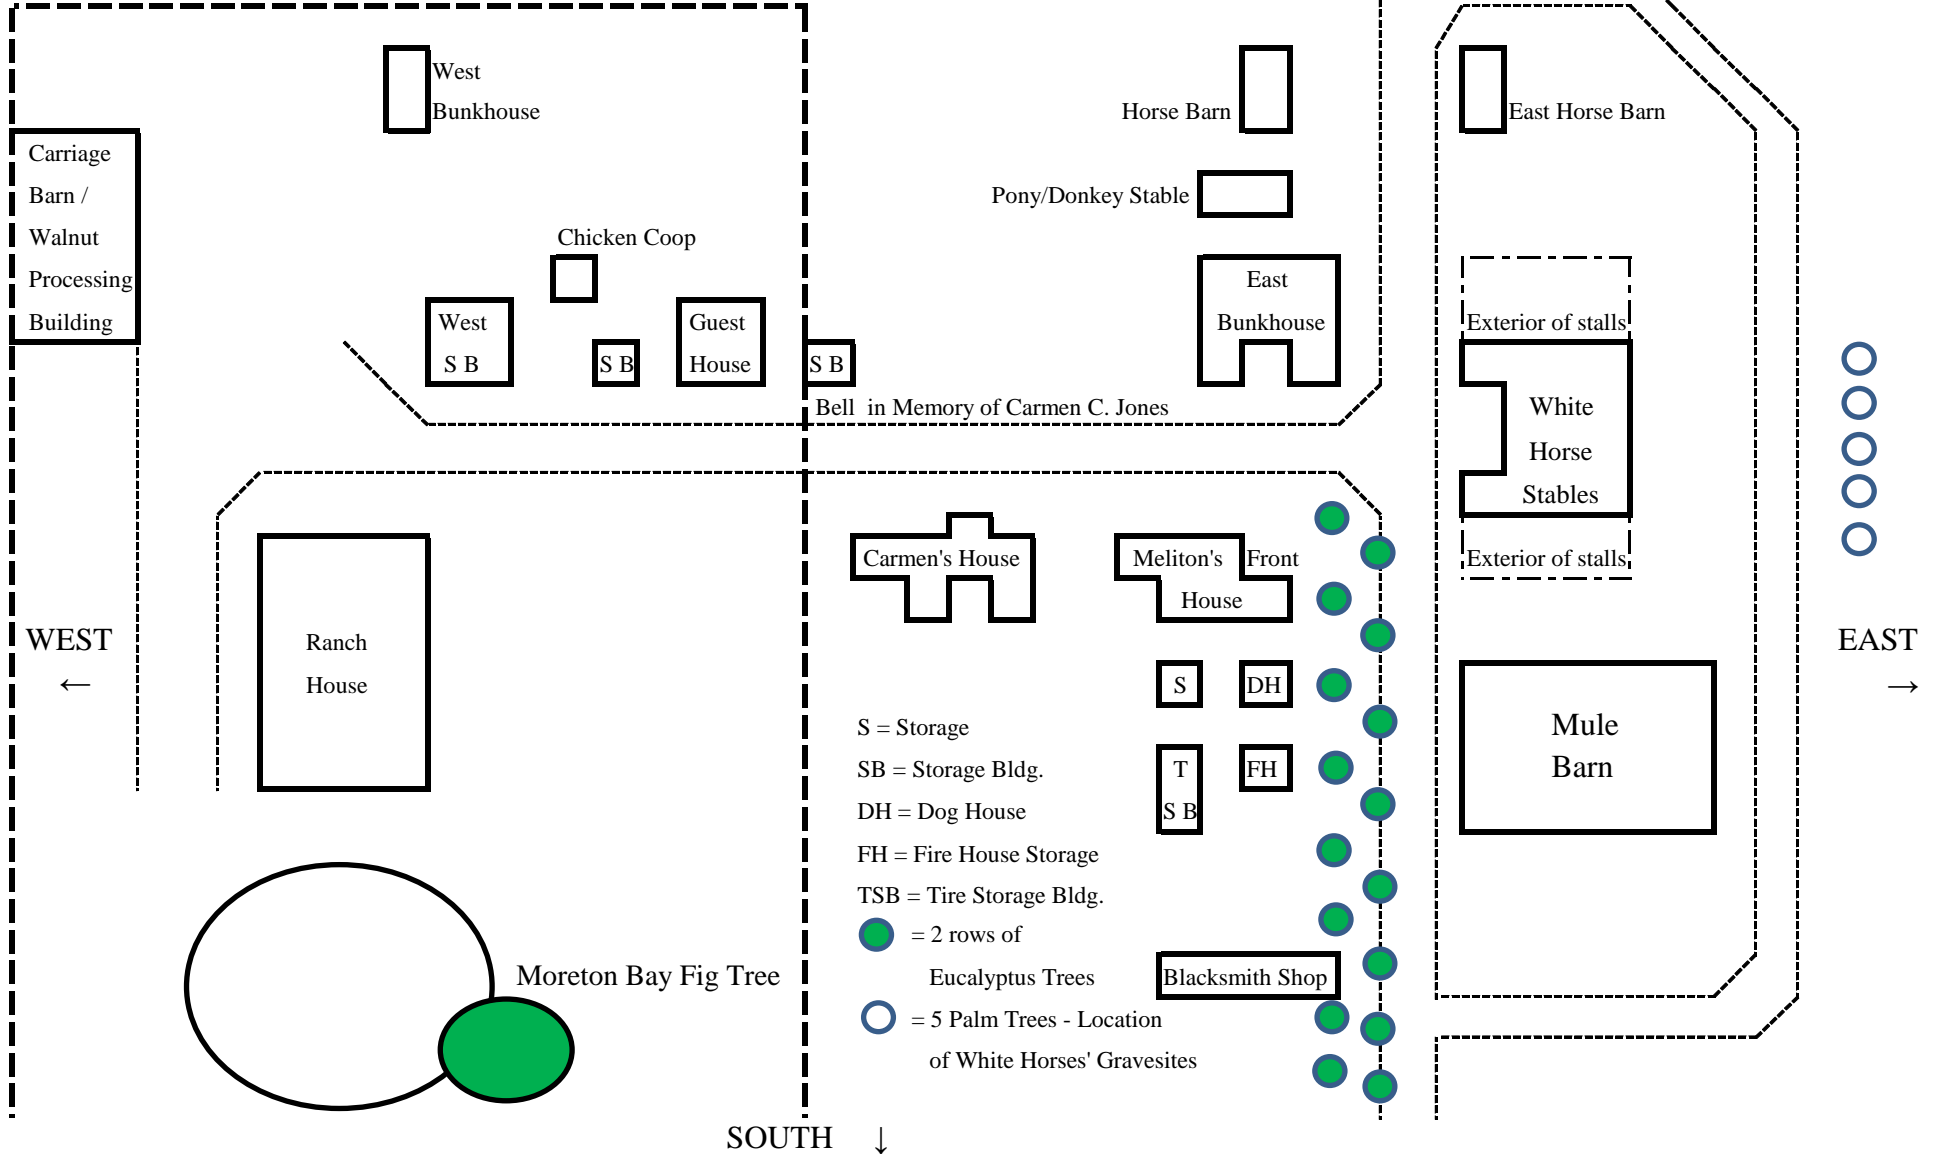 West
Bunkhouse
Horse Barn
East Horse Barn
Carriage
Barn /
Walnut
Processing
Building
Pony/Donkey Stable
Chicken Coop
West
S B
S B
Guest
House
S B
East
Bunkhouse
Exterior of stalls
Bell in Memory of Carmen C. Jones
White
Horse
Stables
Exterior of stalls
Carmen's House
Meliton's
House
Front
WEST
←
Ranch
House
EAST
→
S
DH
T
S B
FH
Mule
Barn
S = Storage
SB = Storage Bldg.
DH = Dog House
FH = Fire House Storage
TSB = Tire Storage Bldg.
= 2 rows of
Eucalyptus Trees
= 5 Palm Trees - Location
of White Horses' Gravesites
Blacksmith Shop
Moreton Bay Fig Tree
SOUTH ↓